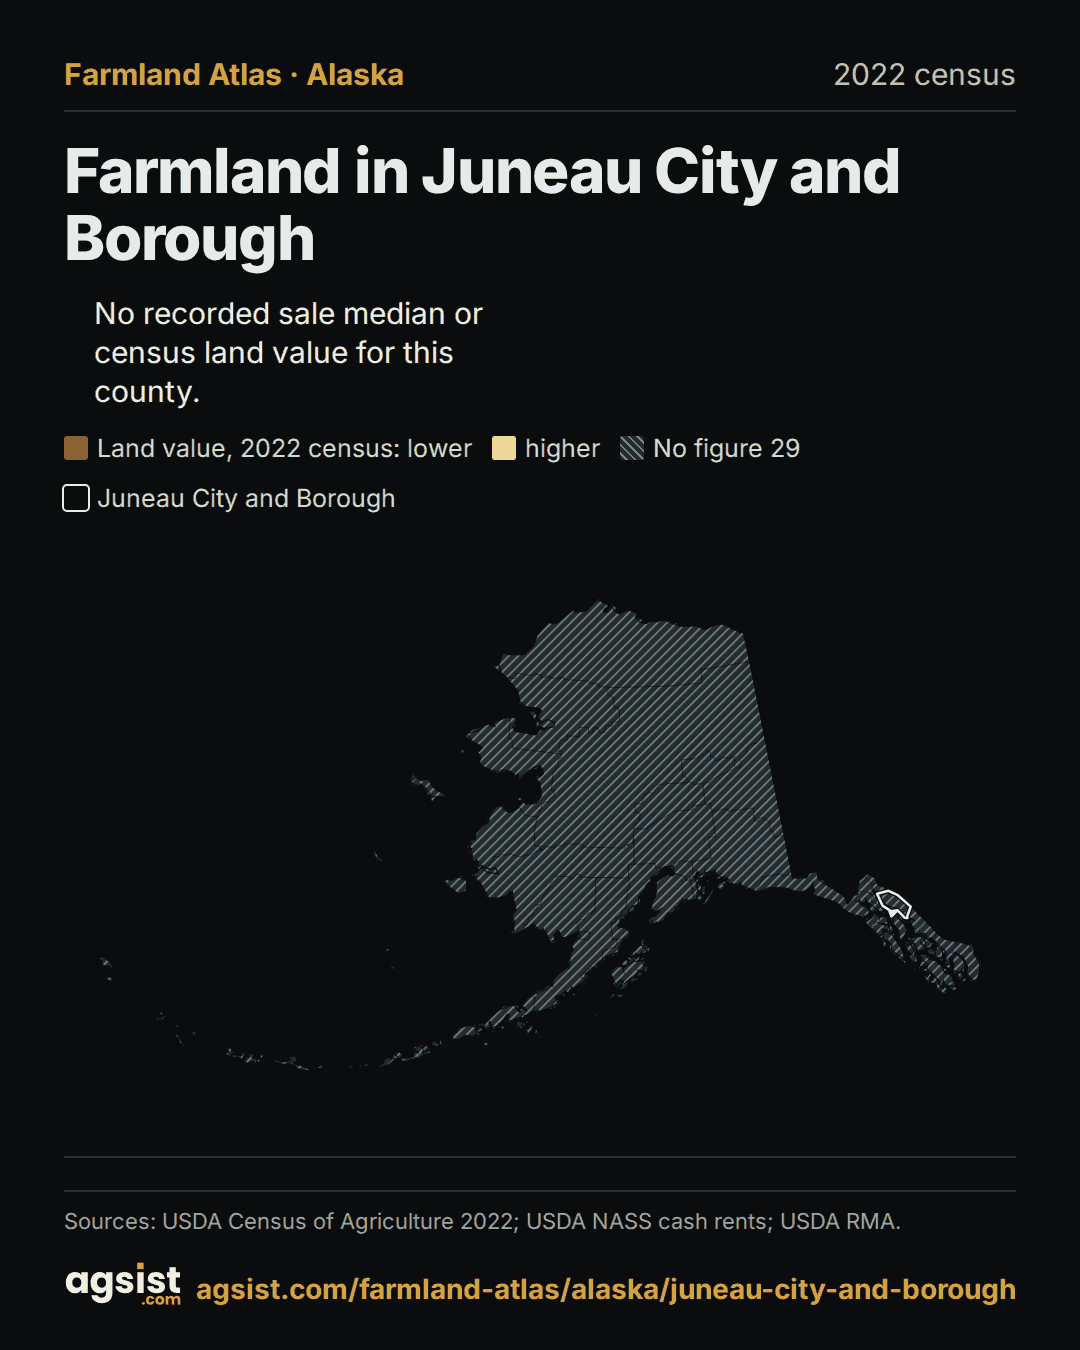 Farmland Atlas · Alaska
2022 census
Farmland in Juneau City and
Borough
No recorded sale median or
census land value for this
county.
Land value, 2022 census: lower
higher
No figure 29
Juneau City and Borough
Sources: USDA Census of Agriculture 2022; USDA NASS cash rents; USDA RMA.
agsist
.com
agsist.com/farmland-atlas/alaska/juneau-city-and-borough